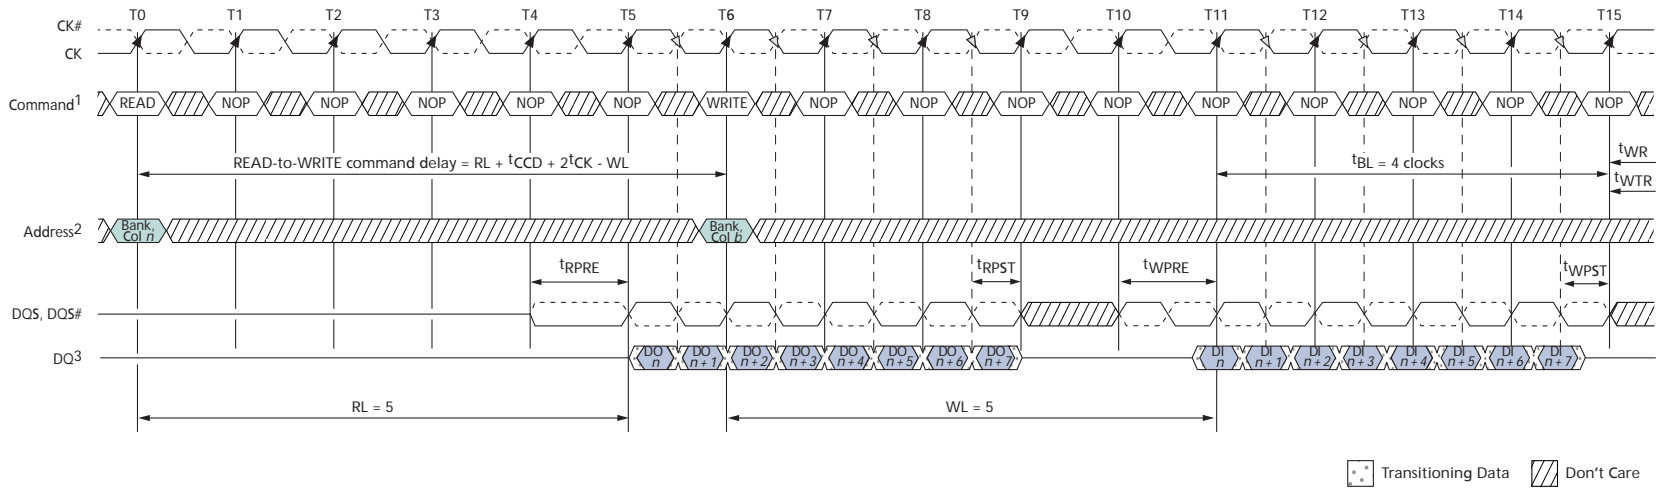 T0 T1 T2 T3 T4 T5 T6 T7 T8 T9 T10 T11 T12 T13 T14 T15
CK#
CK
Command1 READ NOP NOP NOP NOP NOP WRITE NOP NOP NOP NOP NOP NOP NOP NOP NOP
READ-to-WRITE command delay = RL + tCCD + 2tCK - WL
tBL = 4 clocks
tWR
tWTR
Address2 Bank, Col n Bank, Col b
tRPRE tRPST tWPRE tWPST
DQS, DQS#
DQ3 DO n DO n + 1 DO n + 2 DO n + 3 DO n + 4 DO n + 5 DO n + 6 DO n + 7 DI n DI n + 1 DI n + 2 DI n + 3 DI n + 4 DI n + 5 DI n + 6 DI n + 7
RL = 5 WL = 5
Transitioning Data Don't Care